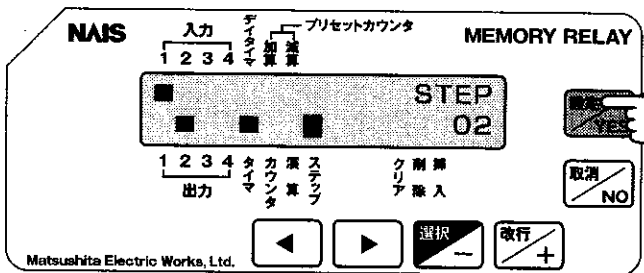 NAIS
入力
デイタイマ
加算
減算
プリセットカウンタ
MEMORY RELAY
1 2 3 4
STEP
02
YES
1 2 3 4
出力
タイマ
カウンタ
演算
ステップ
クリア
削除
挿入
取消
NO
◀
▶
選択
−
改行
+
Matsushita Electric Works, Ltd.